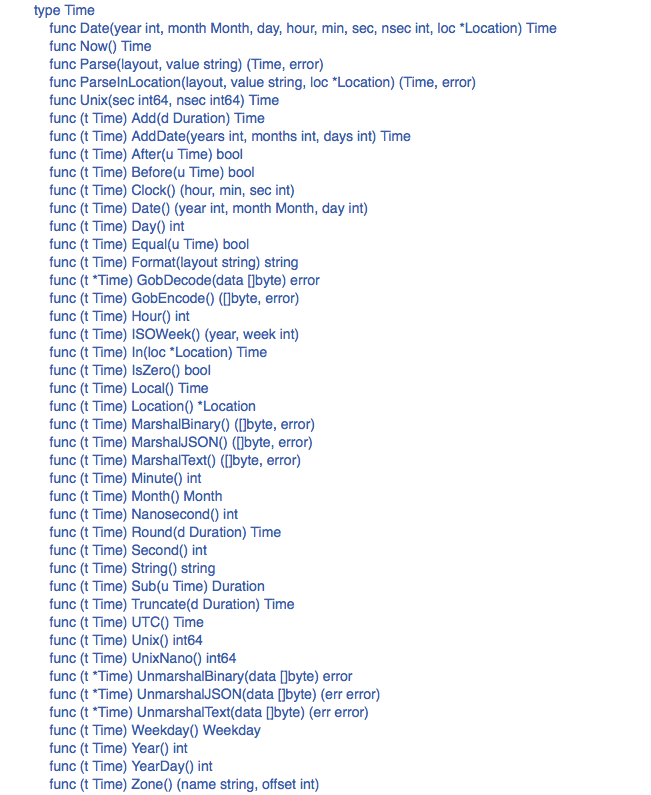 type Time
func Date(year int, month Month, day, hour, min, sec, nsec int, loc *Location) Time
func Now() Time
func Parse(layout, value string) (Time, error)
func ParseInLocation(layout, value string, loc *Location) (Time, error)
func Unix(sec int64, nsec int64) Time
func (t Time) Add(d Duration) Time
func (t Time) AddDate(years int, months int, days int) Time
func (t Time) After(u Time) bool
func (t Time) Before(u Time) bool
func (t Time) Clock() (hour, min, sec int)
func (t Time) Date() (year int, month Month, day int)
func (t Time) Day() int
func (t Time) Equal(u Time) bool
func (t Time) Format(layout string) string
func (t *Time) GobDecode(data []byte) error
func (t Time) GobEncode() ([]byte, error)
func (t Time) Hour() int
func (t Time) ISOWeek() (year, week int)
func (t Time) In(loc *Location) Time
func (t Time) IsZero() bool
func (t Time) Local() Time
func (t Time) Location() *Location
func (t Time) MarshalBinary() ([]byte, error)
func (t Time) MarshalJSON() ([]byte, error)
func (t Time) MarshalText() ([]byte, error)
func (t Time) Minute() int
func (t Time) Month() Month
func (t Time) Nanosecond() int
func (t Time) Round(d Duration) Time
func (t Time) Second() int
func (t Time) String() string
func (t Time) Sub(u Time) Duration
func (t Time) Truncate(d Duration) Time
func (t Time) UTC() Time
func (t Time) Unix() int64
func (t Time) UnixNano() int64
func (t *Time) UnmarshalBinary(data []byte) error
func (t *Time) UnmarshalJSON(data []byte) (err error)
func (t *Time) UnmarshalText(data []byte) (err error)
func (t Time) Weekday() Weekday
func (t Time) Year() int
func (t Time) YearDay() int
func (t Time) Zone() (name string, offset int)